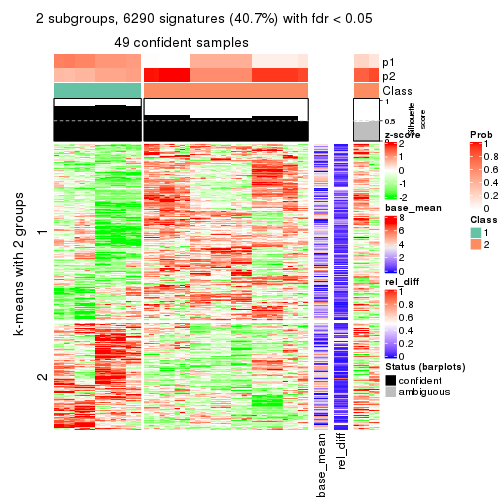 2 subgroups, 6290 signatures (40.7%) with fdr < 0.05
49 confident samples
p1
p2
Class
1
0.5
0
Silhouette
score
k-means with 2 groups
1
2
base_mean
rel_diff
z-score
2
1
0
-1
-2
base_mean
8
6
4
2
0
rel_diff
1
0.8
0.6
0.4
0.2
0
Status (barplots)
confident
ambiguous
Prob
1
0.8
0.6
0.4
0.2
0
Class
1
2